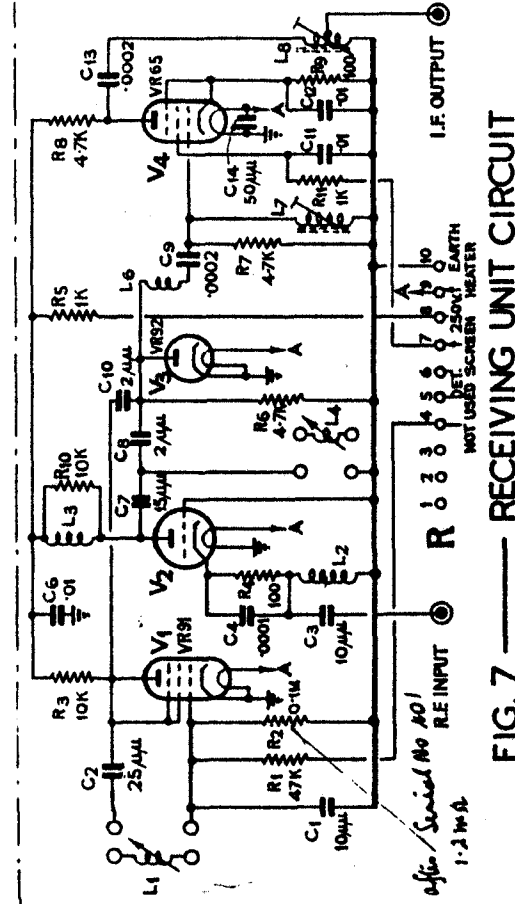 L1
C2
25μμ
R3
10K
C6
.01
V1
VR91
R1
47K
R2
0.1M
C1
10μμ
L3
R10
10K
V2
C7
15μμ
C4
.0001
R4
100
C3
10μμ
L2
A
A
C8
2μμ
C10
2μμ
V3
VR92
R6
4.7K
L4
A
L6
R5
1K
C9
.0002
R7
4.7K
L7
R11
1K
R8
4.7K
V4
VR65
C14
50μμ
A
C11
.01
C12
.01
R9
100
C13
.0002
L8
R.F. INPUT
I.F. OUTPUT
R
1 2 3 4 5 6 7 8 9 10
A
DET. 250V.
NOT USED SCREEN HEATER EARTH
after Serial No
1.2 mΩ
FIG. 7 — RECEIVING UNIT CIRCUIT